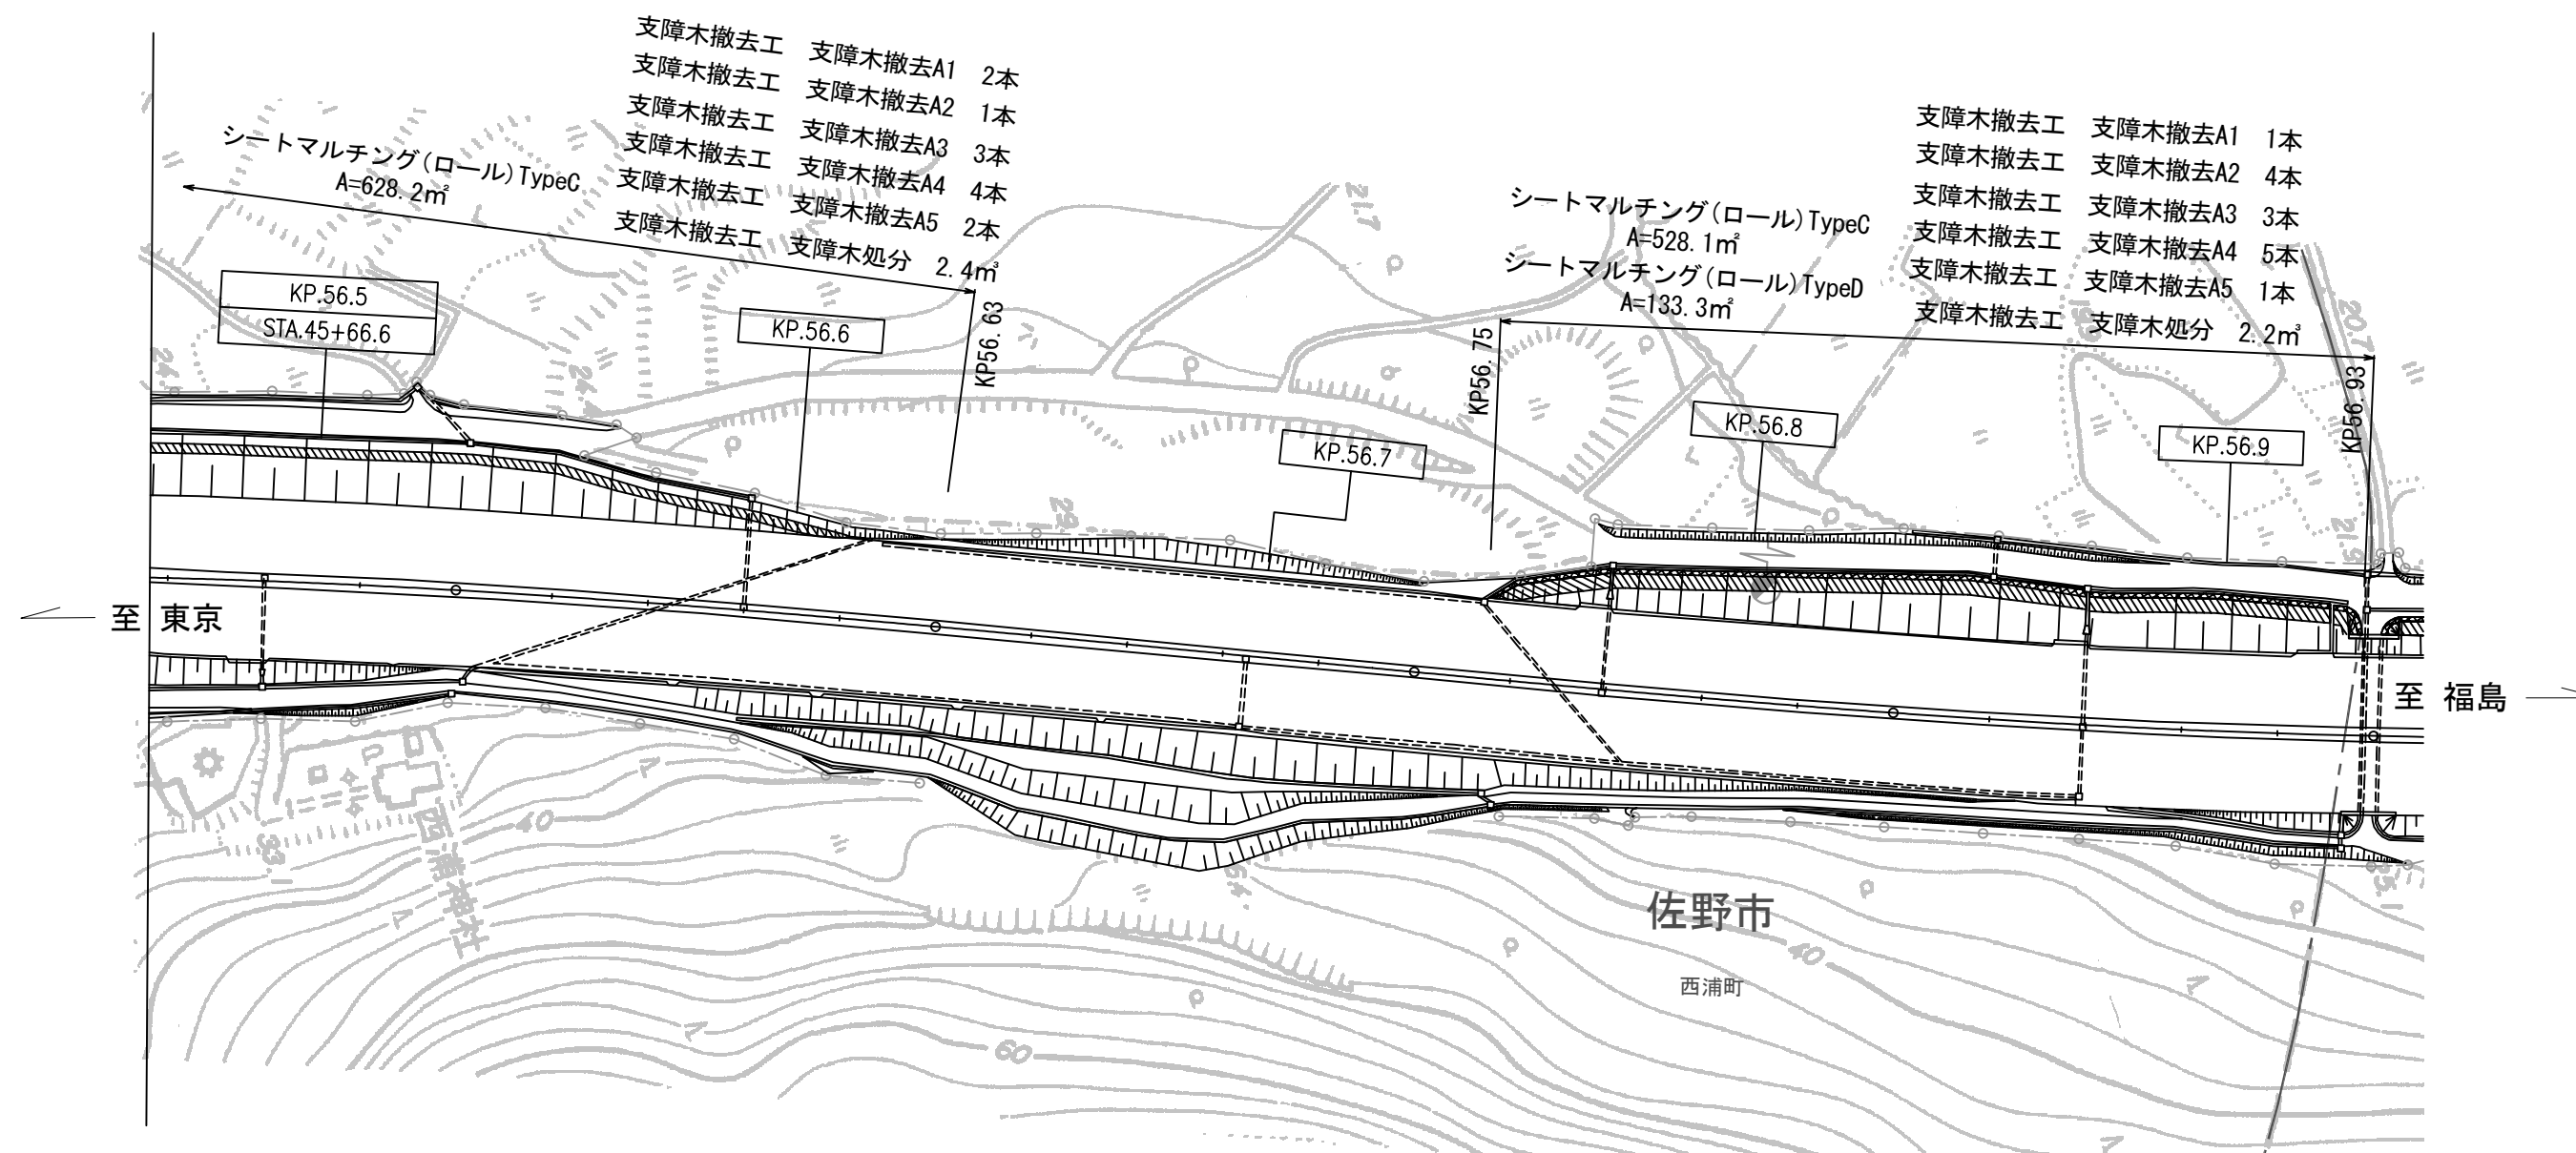 支障木撤去工　支障木撤去A1　2本
支障木撤去工　支障木撤去A2　1本
支障木撤去工　支障木撤去A3　3本
支障木撤去工　支障木撤去A4　4本
支障木撤去工　支障木撤去A5　2本
支障木撤去工　支障木処分　2.4㎥
シートマルチング(ロール)TypeC
A=628.2㎡
支障木撤去工　支障木撤去A1　1本
支障木撤去工　支障木撤去A2　4本
支障木撤去工　支障木撤去A3　3本
支障木撤去工　支障木撤去A4　5本
支障木撤去工　支障木撤去A5　1本
支障木撤去工　支障木処分　2.2㎥
シートマルチング(ロール)TypeC
A=528.1㎡
シートマルチング(ロール)TypeD
A=133.3㎡
KP.56.5
STA.45+66.6
KP.56.6
KP56.63
KP56.75
KP.56.7
KP.56.8
KP.56.9
KP56.93
21.7
20.7
29
至 東京
至 福島
西浦神社
40
33.1
佐野市
40
西浦町
60